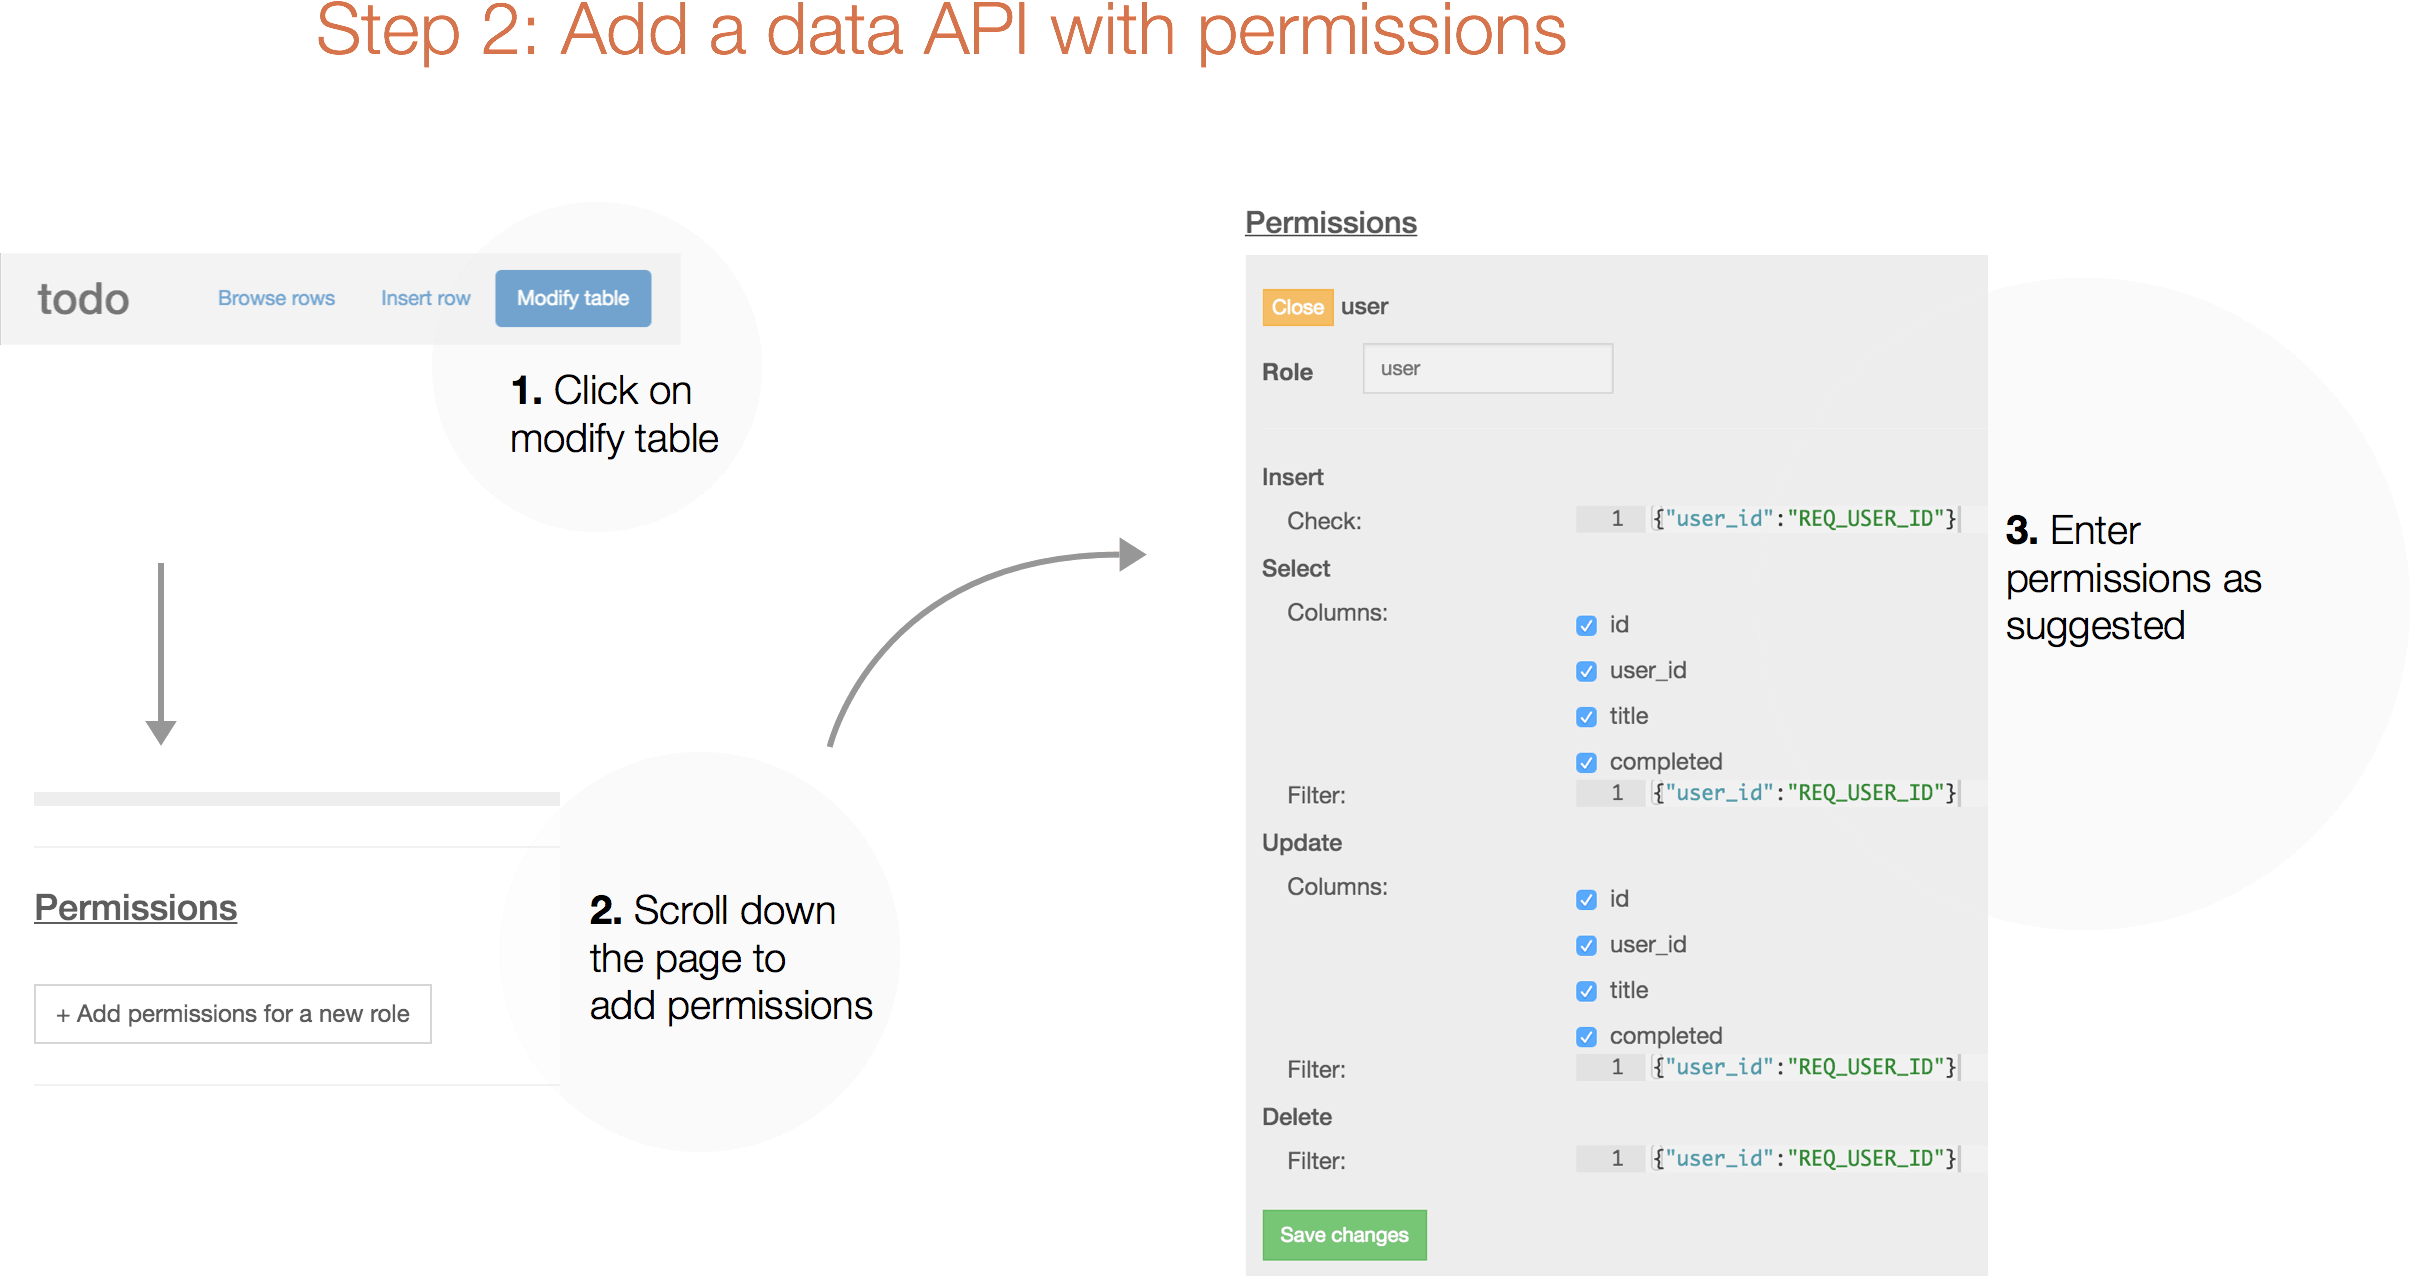 Step 2: Add a data API with permissions
todo
Browse rows
Insert row
Modify table
1. Click on
modify table
Permissions
+ Add permissions for a new role
2. Scroll down
the page to
add permissions
Permissions
Close user
Role user
Insert
Check: 1 {"user_id":"REQ_USER_ID"}
Select
Columns:
id
user_id
title
completed
Filter: 1 {"user_id":"REQ_USER_ID"}
Update
Columns:
id
user_id
title
completed
Filter: 1 {"user_id":"REQ_USER_ID"}
Delete
Filter: 1 {"user_id":"REQ_USER_ID"}
Save changes
3. Enter
permissions as
suggested